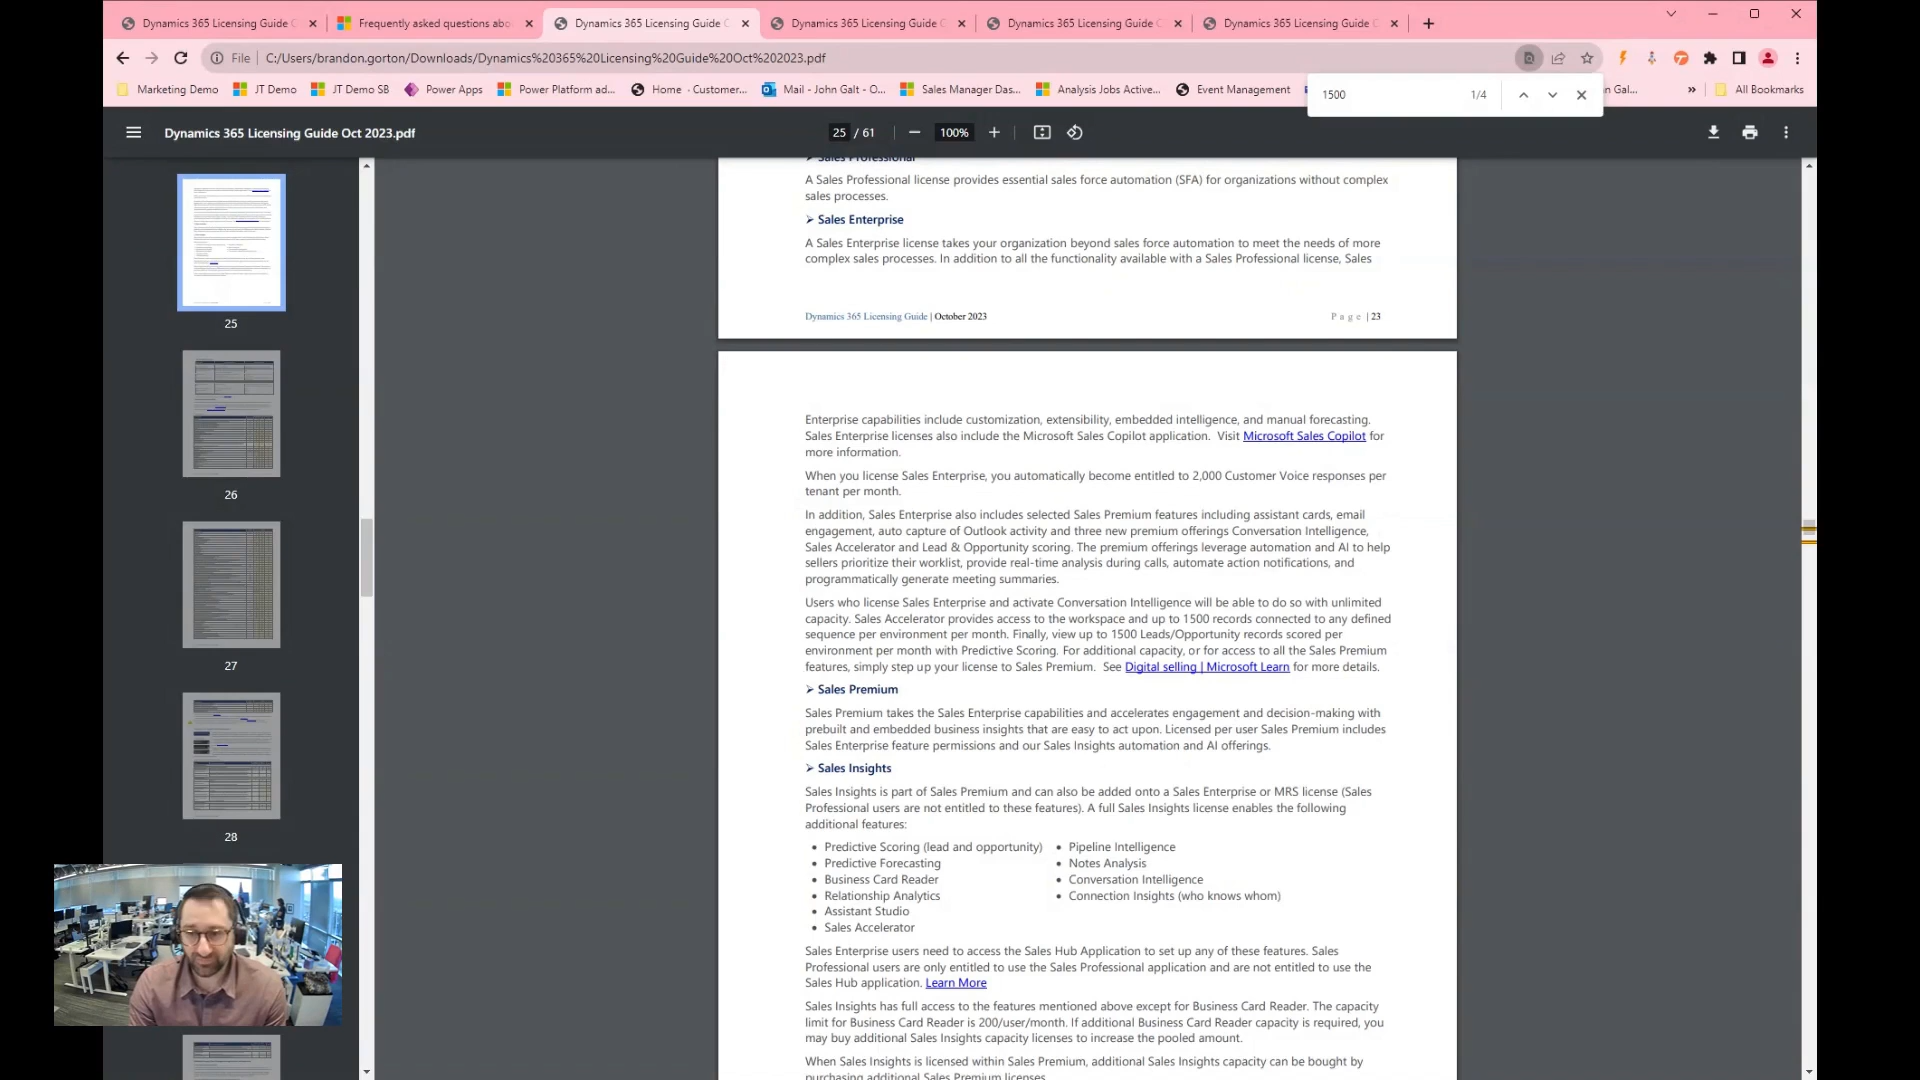 Dynamics 365 Licensing Guide
Frequently asked questions abo
Dynamics 365 Licensing Guide
Dynamics 365 Licensing Guide
Dynamics 365 Licensing Guide
Dynamics 365 Licensing Guide
File
C:/Users/brandon.gorton/Downloads/Dynamics%20365%20Licensing%20Guide%20Oct%202023.pdf
Marketing Demo
JT Demo
JT Demo SB
Power Apps
Power Platform ad...
Home - Customer...
Mail - John Galt - O...
Sales Manager Das...
Analysis Jobs Active...
Event Management
n Gal...
»
All Bookmarks
1500
1/4
Dynamics 365 Licensing Guide Oct 2023.pdf
25 / 61
100%
25
26
27
28
➢ Sales Professional
A Sales Professional license provides essential sales force automation (SFA) for organizations without complex
sales processes.
➢ Sales Enterprise
A Sales Enterprise license takes your organization beyond sales force automation to meet the needs of more
complex sales processes. In addition to all the functionality available with a Sales Professional license, Sales
Dynamics 365 Licensing Guide | October 2023
Page | 23
Enterprise capabilities include customization, extensibility, embedded intelligence, and manual forecasting.
Sales Enterprise licenses also include the Microsoft Sales Copilot application. Visit Microsoft Sales Copilot for
more information.
When you license Sales Enterprise, you automatically become entitled to 2,000 Customer Voice responses per
tenant per month.
In addition, Sales Enterprise also includes selected Sales Premium features including assistant cards, email
engagement, auto capture of Outlook activity and three new premium offerings Conversation Intelligence,
Sales Accelerator and Lead & Opportunity scoring. The premium offerings leverage automation and AI to help
sellers prioritize their worklist, provide real-time analysis during calls, automate action notifications, and
programmatically generate meeting summaries.
Users who license Sales Enterprise and activate Conversation Intelligence will be able to do so with unlimited
capacity. Sales Accelerator provides access to the workspace and up to 1500 records connected to any defined
sequence per environment per month. Finally, view up to 1500 Leads/Opportunity records scored per
environment per month with Predictive Scoring. For additional capacity, or for access to all the Sales Premium
features, simply step up your license to Sales Premium. See Digital selling | Microsoft Learn for more details.
➢ Sales Premium
Sales Premium takes the Sales Enterprise capabilities and accelerates engagement and decision-making with
prebuilt and embedded business insights that are easy to act upon. Licensed per user Sales Premium includes
Sales Enterprise feature permissions and our Sales Insights automation and AI offerings.
➢ Sales Insights
Sales Insights is part of Sales Premium and can also be added onto a Sales Enterprise or MRS license (Sales
Professional users are not entitled to these features). A full Sales Insights license enables the following
additional features:
• Predictive Scoring (lead and opportunity)
• Predictive Forecasting
• Business Card Reader
• Relationship Analytics
• Assistant Studio
• Sales Accelerator
• Pipeline Intelligence
• Notes Analysis
• Conversation Intelligence
• Connection Insights (who knows whom)
Sales Enterprise users need to access the Sales Hub Application to set up any of these features. Sales
Professional users are only entitled to use the Sales Professional application and are not entitled to use the
Sales Hub application. Learn More
Sales Insights has full access to the features mentioned above except for Business Card Reader. The capacity
limit for Business Card Reader is 200/user/month. If additional Business Card Reader capacity is required, you
may buy additional Sales Insights capacity licenses to increase the pooled amount.
When Sales Insights is licensed within Sales Premium, additional Sales Insights capacity can be bought by
purchasing additional Sales Premium licenses.